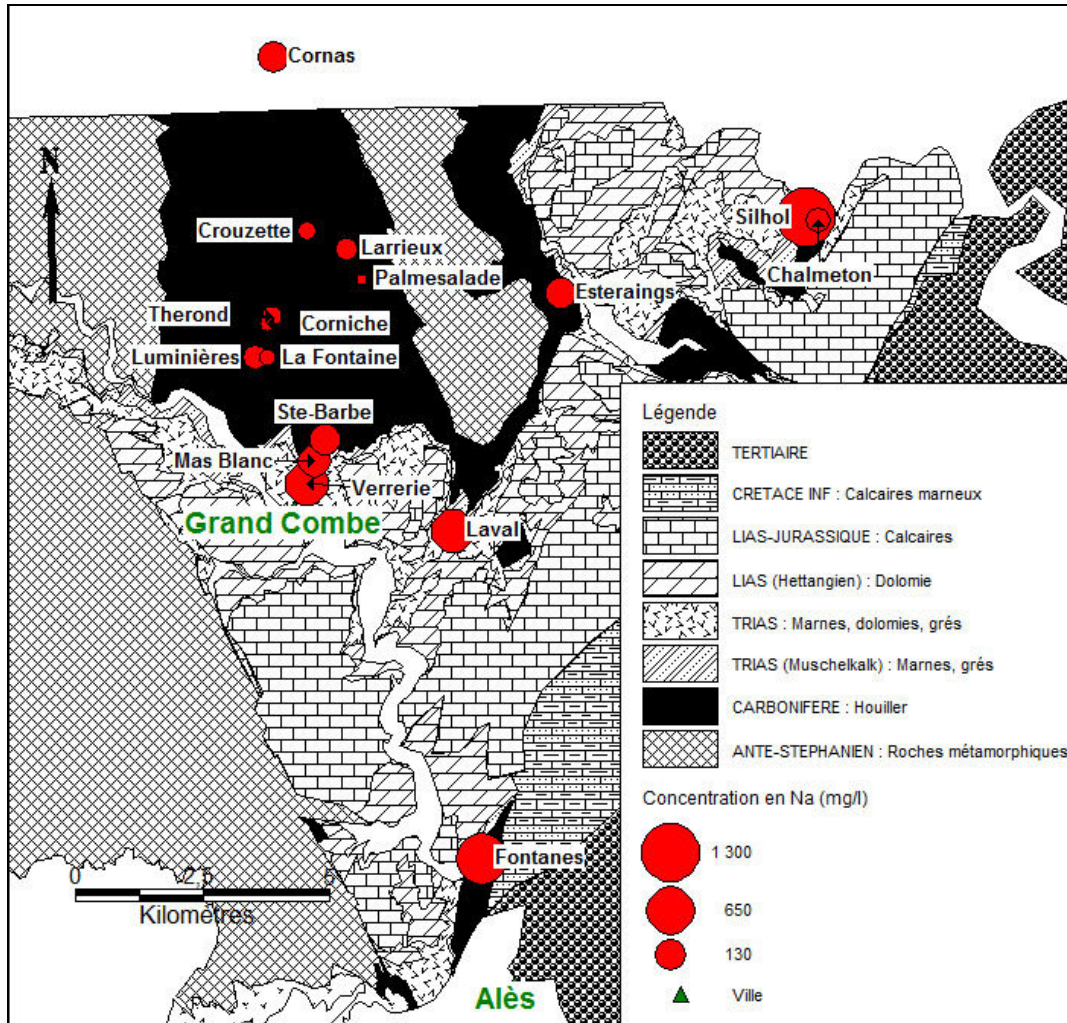 Cornas
N
Crouzette
Larrieux
Palmesalade
Therond
Corniche
Luminières
La Fontaine
Esteraings
Silhol
Chalmeton
Ste-Barbe
Mas Blanc
Verrerie
Grand Combe
Laval
Fontanes
Alès
0 2,5 5
Kilomètres
Légende
TERTIAIRE
CRETACE INF : Calcaires marneux
LIAS-JURASSIQUE : Calcaires
LIAS (Hettangien) : Dolomie
TRIAS : Marnes, dolomies, grés
TRIAS (Muschelkalk) : Marnes, grés
CARBONIFERE : Houiller
ANTE-STEPHANIEN : Roches métamorphiques
Concentration en Na (mg/l)
1 300
650
130
Ville